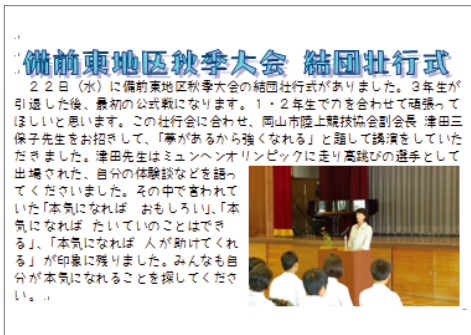 備前東地区秋季大会 結団壮行式
２２日（水）に備前東地区秋季大会の結団壮行式がありました。３年生が
引退した後、最初の公式戦になります。１・２年生で力を合わせて頑張って
ほしいと思います。この壮行会に合わせ、岡山市陸上競技協会副会長 津田三
保子先生をお招きして、「夢があるから強くなれる」と題して講演をしていた
だきました。津田先生はミュンヘンオリンピックに走り高跳びの選手として
出場された、自分の体験談などを語っ
てくださいました。その中で言われて
いた「本気になれば　おもしろい」、「本
気になれば たいていのことはでき
る」、「本気になれば 人が助けてくれ
る」が印象に残りました。みんなも自
分が本気になれることを探してくださ
い。